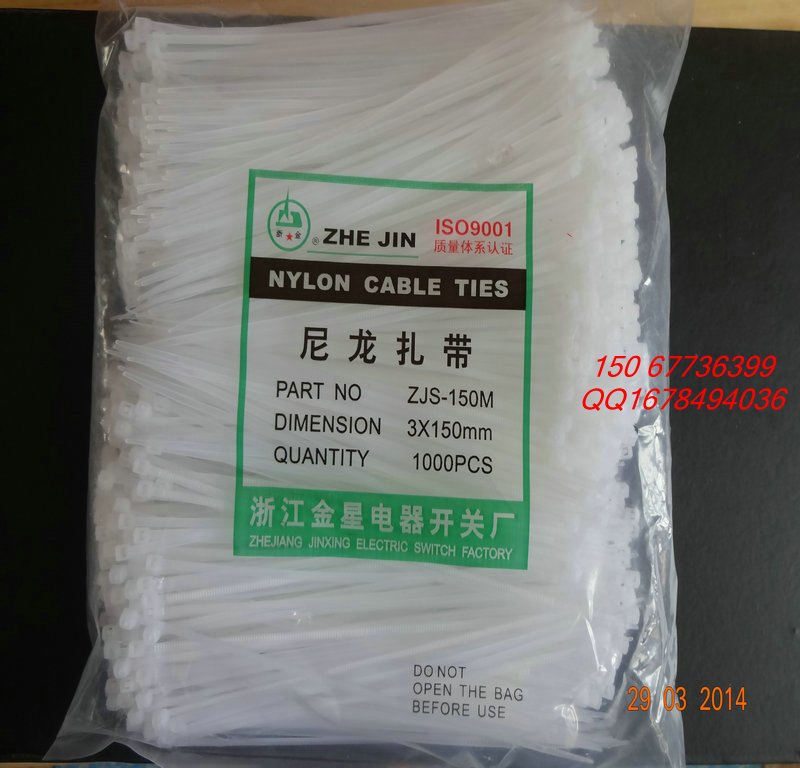 浙 金
® ZHE JIN
ISO9001
质量体系认证
NYLON CABLE TIES
尼龙扎带
PART NO ZJS-150M
DIMENSION 3X150mm
QUANTITY 1000PCS
浙江金星电器开关厂
ZHEJIANG JINXING ELECTRIC SWITCH FACTORY
150 67736399
QQ1678494036
DO NOT
OPEN THE BAG
BEFORE USE
29 03 2014